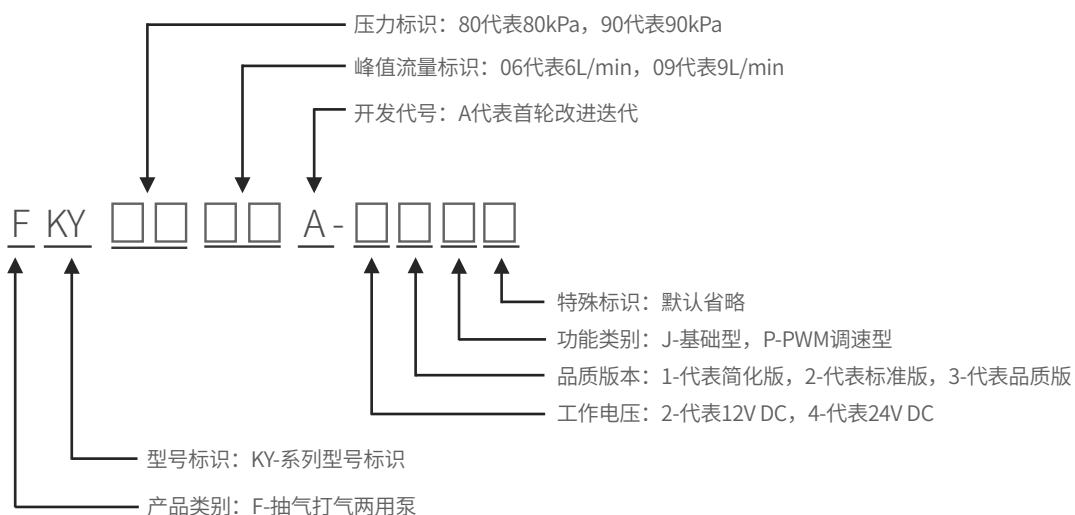 压力标识：80代表80kPa，90代表90kPa
峰值流量标识：06代表6L/min，09代表9L/min
开发代号：A代表首轮改进迭代
F KY □□ □□ A-□□□□
特殊标识：默认省略
功能类别：J-基础型，P-PWM调速型
品质版本：1-代表简化版，2-代表标准版，3-代表品质版
工作电压：2-代表12V DC，4-代表24V DC
型号标识：KY-系列型号标识
产品类别：F-抽气打气两用泵